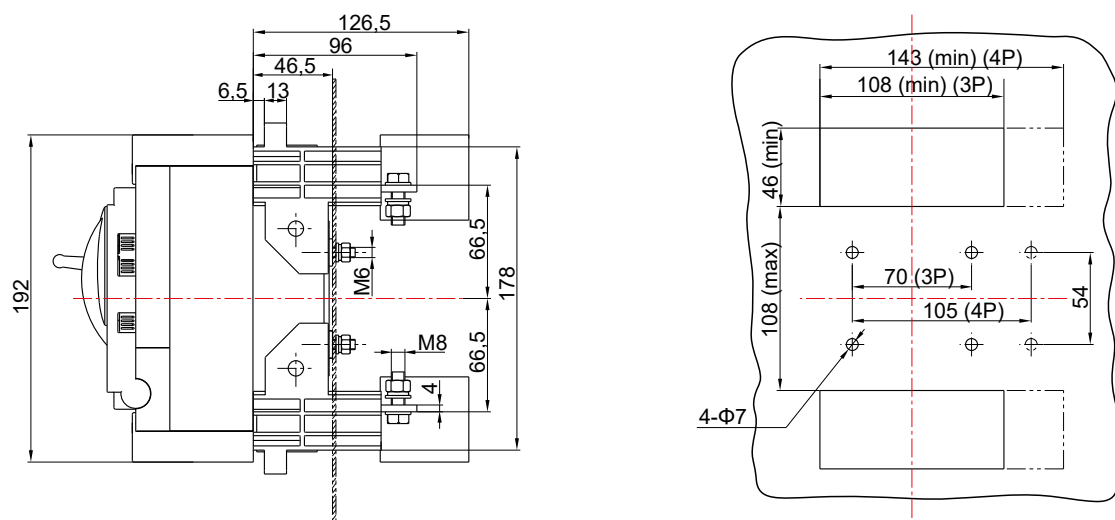 126,5
96
46,5
6,5
13
192
M6
66,5
178
M8
66,5
4
143 (min) (4P)
108 (min) (3P)
46 (min)
108 (max)
70 (3P)
105 (4P)
54
4-Φ7